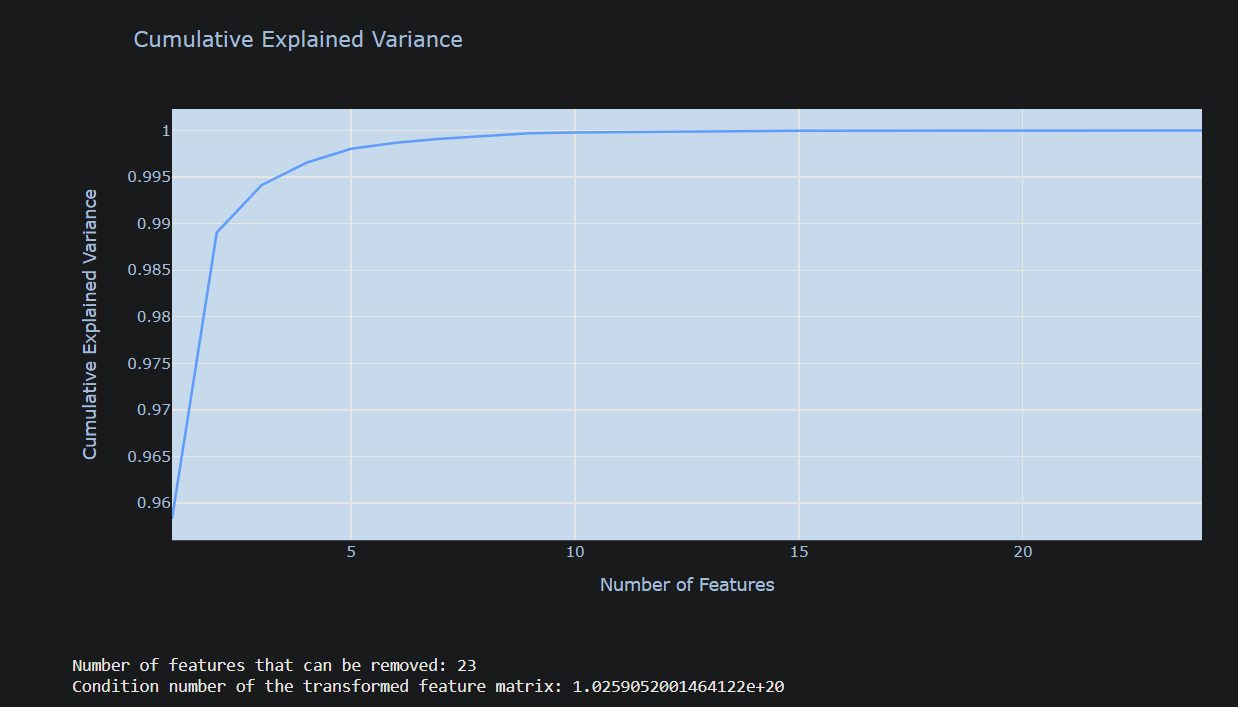 Cumulative Explained Variance
1
0.995
0.99
0.985
0.98
0.975
0.97
0.965
0.96
Cumulative Explained Variance
5 10 15 20
Number of Features
Number of features that can be removed: 23
Condition number of the transformed feature matrix: 1.0259052001464122e+20